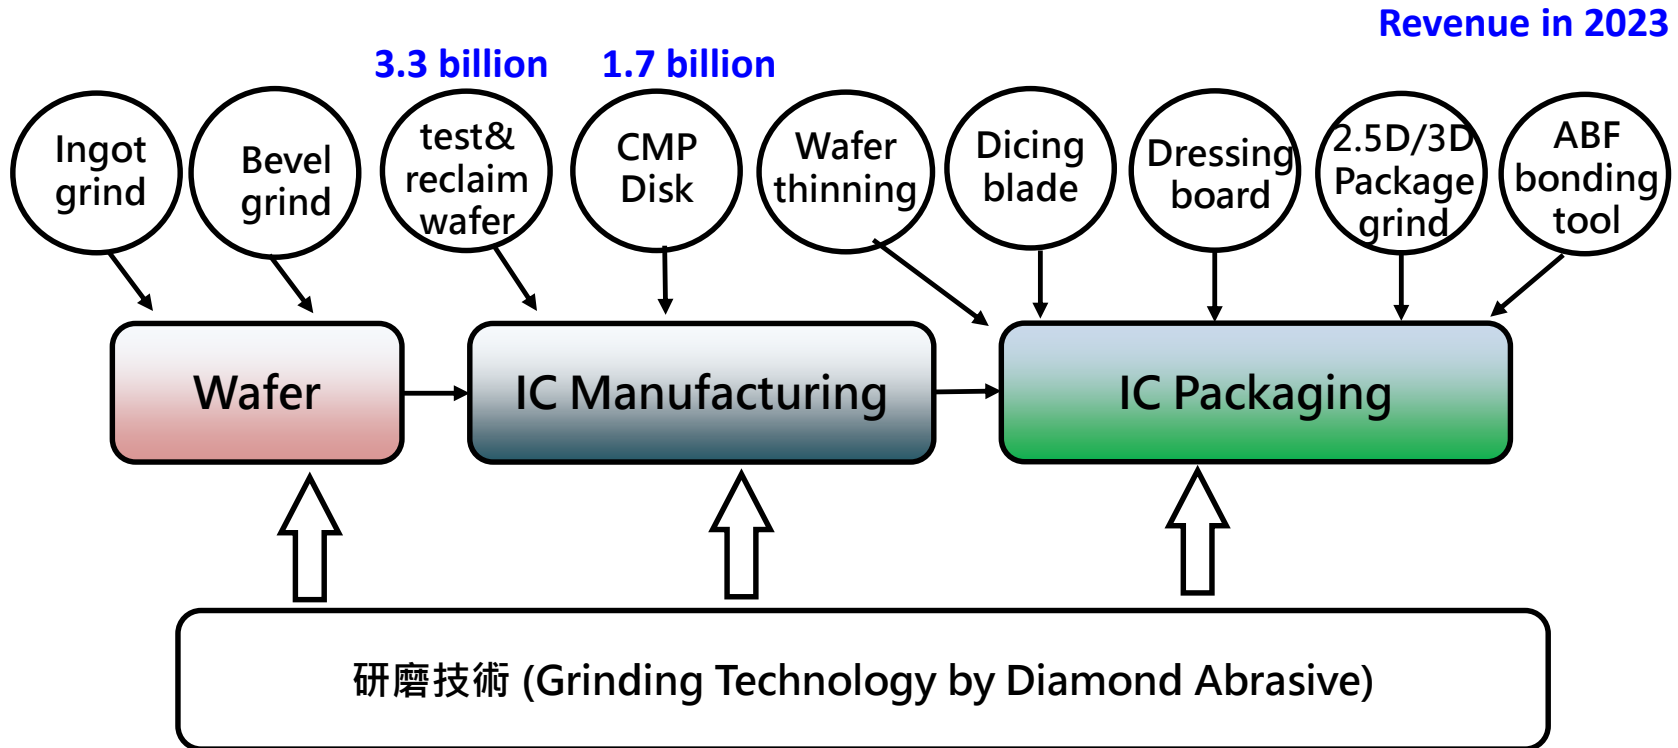 Revenue in 2023
3.3 billion
1.7 billion
Ingot
grind
Bevel
grind
test&
reclaim
wafer
CMP
Disk
Wafer
thinning
Dicing
blade
Dressing
board
2.5D/3D
Package
grind
ABF
bonding
tool
Wafer
IC Manufacturing
IC Packaging
研磨技術 (Grinding Technology by Diamond Abrasive)